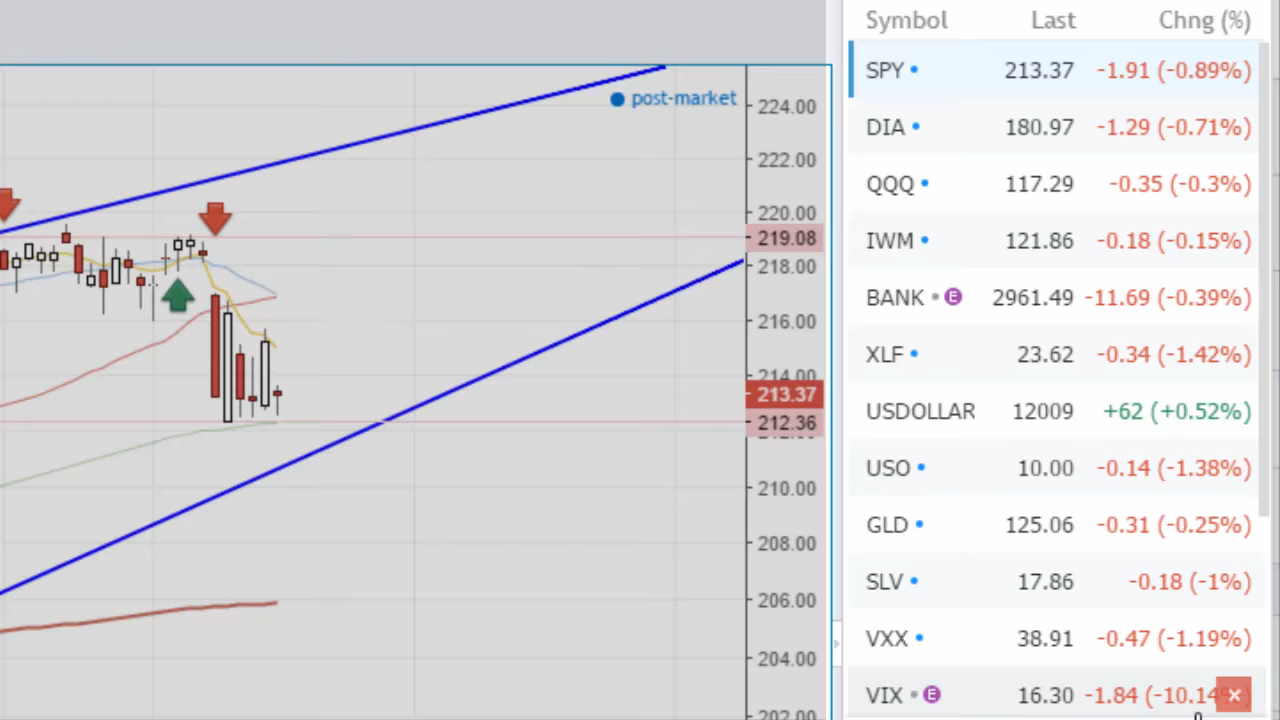 post-market
224.00
222.00
220.00
219.08
218.00
216.00
214.00
213.37
212.36
210.00
208.00
206.00
204.00
202.00
Symbol Last Chng (%)
SPY 213.37 -1.91 (-0.89%)
DIA 180.97 -1.29 (-0.71%)
QQQ 117.29 -0.35 (-0.3%)
IWM 121.86 -0.18 (-0.15%)
BANK E 2961.49 -11.69 (-0.39%)
XLF 23.62 -0.34 (-1.42%)
USDOLLAR 12009 +62 (+0.52%)
USO 10.00 -0.14 (-1.38%)
GLD 125.06 -0.31 (-0.25%)
SLV 17.86 -0.18 (-1%)
VXX 38.91 -0.47 (-1.19%)
VIX E 16.30 -1.84 (-10.14%)